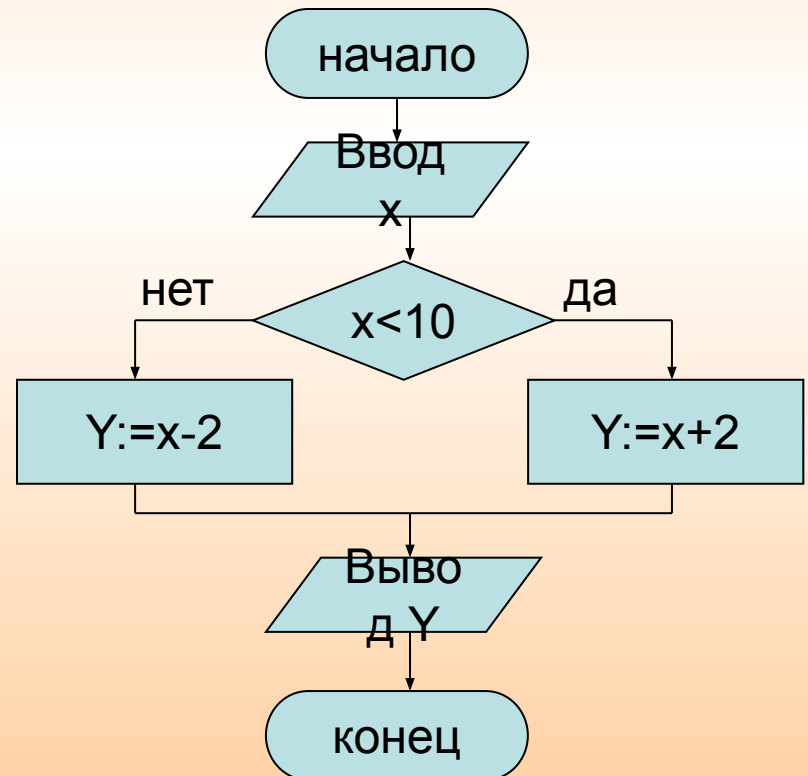 начало
Ввод
x
нет
да
x<10
Y:=x-2
Y:=x+2
Выво
д Y
конец